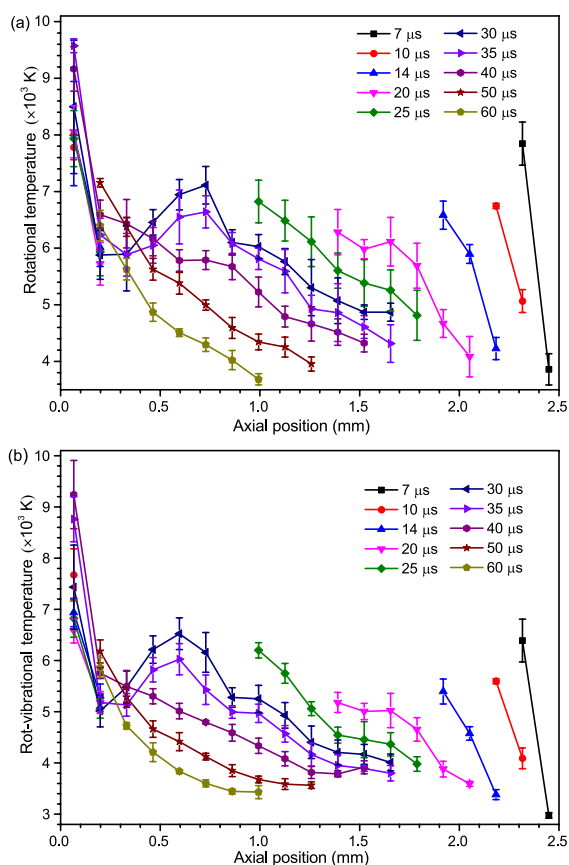 (a)
Rotational temperature (×10³ K)
10
9
8
7
6
5
4
7 μs
10 μs
14 μs
20 μs
25 μs
30 μs
35 μs
40 μs
50 μs
60 μs
0.0 0.5 1.0 1.5 2.0 2.5
Axial position (mm)
(b)
Rot-vibrational temperature (×10³ K)
10
9
8
7
6
5
4
3
7 μs
10 μs
14 μs
20 μs
25 μs
30 μs
35 μs
40 μs
50 μs
60 μs
0.0 0.5 1.0 1.5 2.0 2.5
Axial position (mm)